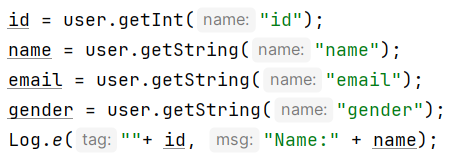 id = user.getInt( name: "id");
name = user.getString( name: "name");
email = user.getString( name: "email");
gender = user.getString( name: "gender");
Log.e( tag: ""+ id, msg: "Name:" + name);